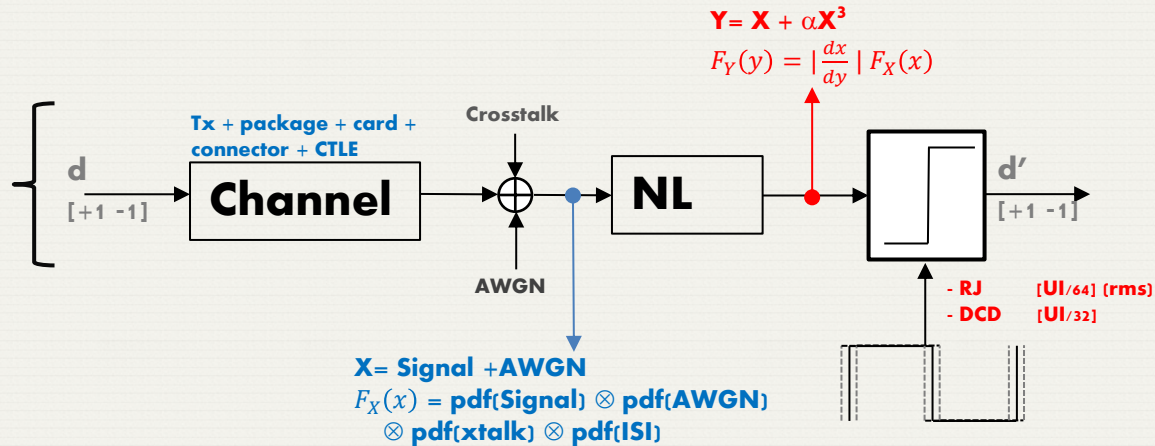 Y= X + αX³
F_Y(y) = |dx/dy| F_X(x)
Tx + package + card +
connector + CTLE
Crosstalk
d
[+1 -1]
Channel
NL
d'
[+1 -1]
AWGN
- RJ [UI/64] (rms)
- DCD [UI/32]
X= Signal +AWGN
F_X(x) = pdf(Signal) ⊗ pdf(AWGN)
⊗ pdf(xtalk) ⊗ pdf(ISI)